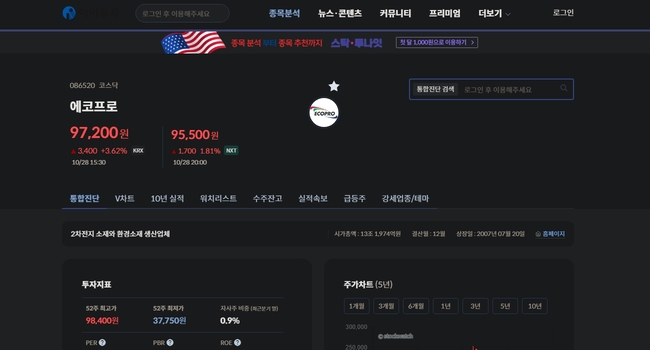 로그인 후 이용해주세요
종목분석 뉴스·콘텐츠 커뮤니티 프리미엄 더보기 로그인
종목 분석 부터 종목 추천까지 스탁·투나잇 첫 달 1,000원으로 이용하기
086520 코스닥
통합진단 검색 로그인 후 이용해주세요
에코프로
ECOPRO
97,200원 95,500원
3,400 +3.62% KRX 1,700 1.81% NXT
10/28 15:30 10/28 20:00
통합진단 V차트 10년 실적 워치리스트 수주잔고 실적속보 급등주 강세업종/테마
2차전지 소재와 환경소재 생산업체 시가총액 : 13조 1,974억원 결산월 : 12월 상장일 : 2007년 07월 20일 홈페이지
투자지표 주가차트 (5년)
52주 최고가 52주 최저가 자사주 비중 (최근분기 말)
98,400원 37,750원 0.9%
1개월 3개월 6개월 1년 3년 5년 10년
300,000
© stockwatch
PER ? PBR ? ROE ?
250,000